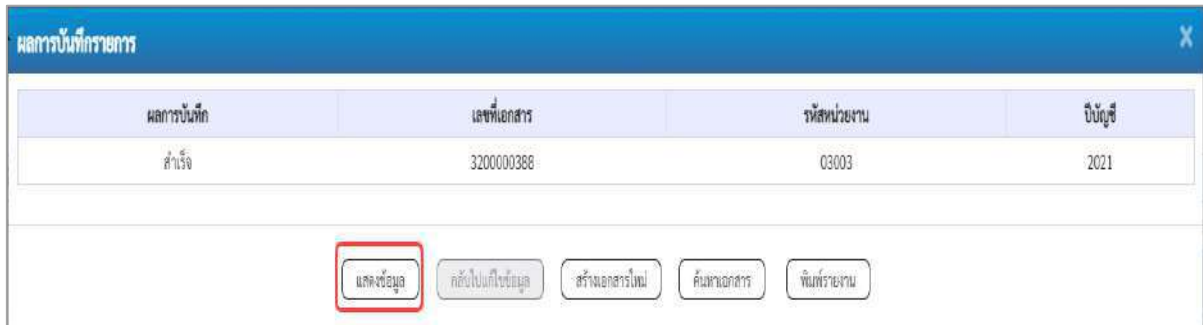 ผลการบันทึกรายการ X
ผลการบันทึก เลขที่เอกสาร รหัสหน่วยงาน ปีบัญชี
สำเร็จ 3200000388 03003 2021
แสดงข้อมูล กลับไปแก้ไขข้อมูล สร้างเอกสารใหม่ ค้นหาเอกสาร พิมพ์รายงาน